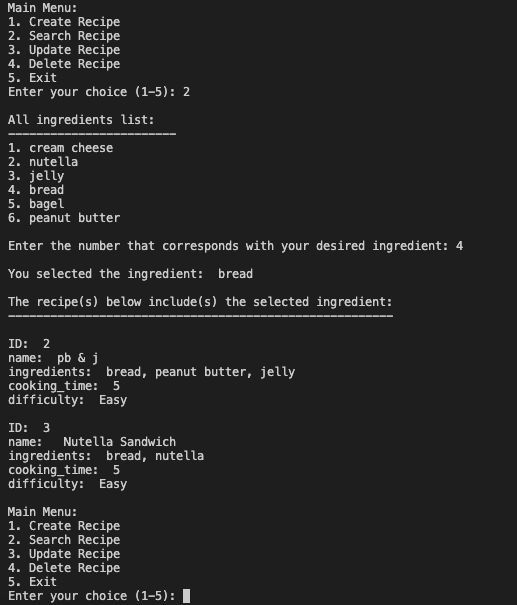 Main Menu:
1. Create Recipe
2. Search Recipe
3. Update Recipe
4. Delete Recipe
5. Exit
Enter your choice (1-5): 2
All ingredients list:
------------------------
1. cream cheese
2. nutella
3. jelly
4. bread
5. bagel
6. peanut butter
Enter the number that corresponds with your desired ingredient: 4
You selected the ingredient:  bread
The recipe(s) below include(s) the selected ingredient:
-------------------------------------------------------
ID:  2
name:  pb & j
ingredients:  bread, peanut butter, jelly
cooking_time:  5
difficulty:  Easy
ID:  3
name:   Nutella Sandwich
ingredients:  bread, nutella
cooking_time:  5
difficulty:  Easy
Main Menu:
1. Create Recipe
2. Search Recipe
3. Update Recipe
4. Delete Recipe
5. Exit
Enter your choice (1-5):